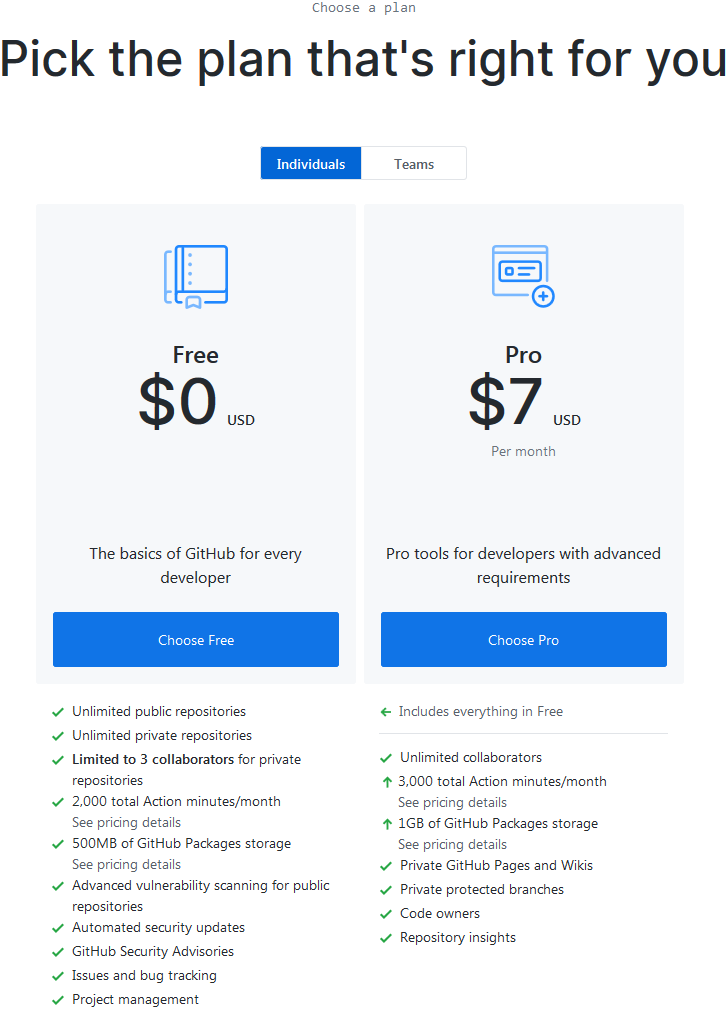 Choose a plan
Pick the plan that's right for you
Individuals
Teams
Free
$0 USD
The basics of GitHub for every
developer
Choose Free
Unlimited public repositories
Unlimited private repositories
Limited to 3 collaborators for private
repositories
2,000 total Action minutes/month
See pricing details
500MB of GitHub Packages storage
See pricing details
Advanced vulnerability scanning for public
repositories
Automated security updates
GitHub Security Advisories
Issues and bug tracking
Project management
Pro
$7 USD
Per month
Pro tools for developers with advanced
requirements
Choose Pro
Includes everything in Free
Unlimited collaborators
3,000 total Action minutes/month
See pricing details
1GB of GitHub Packages storage
See pricing details
Private GitHub Pages and Wikis
Private protected branches
Code owners
Repository insights